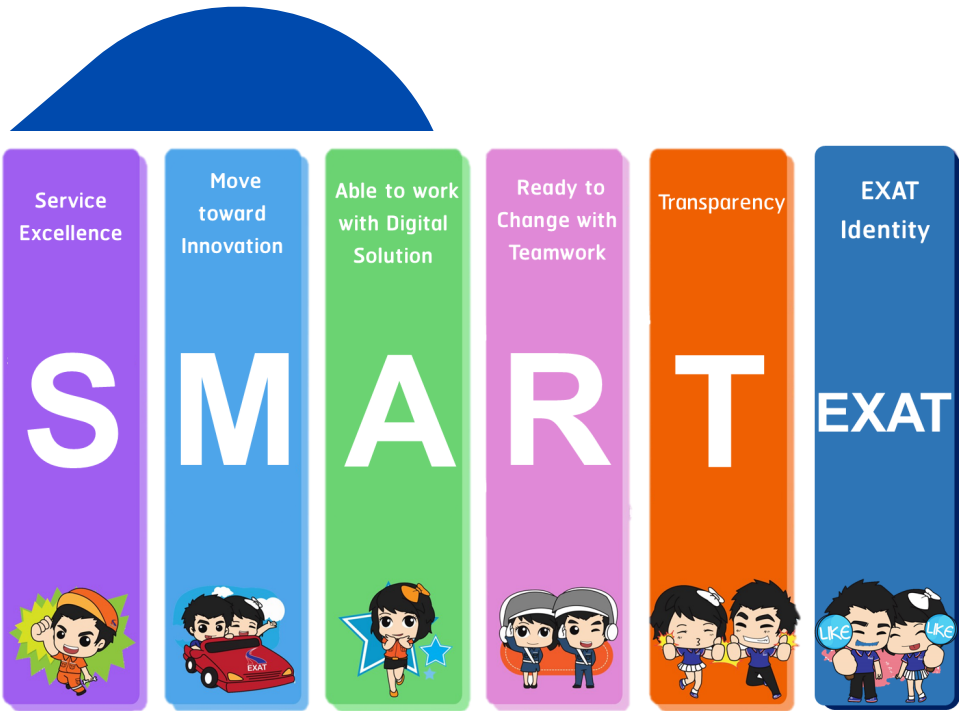 Service
Excellence
Move
toward
Innovation
Able to work
with Digital
Solution
Ready to
Change with
Teamwork
Transparency
EXAT
Identity
S
M
A
R
T
EXAT
EXAT
LIKE
LIKE